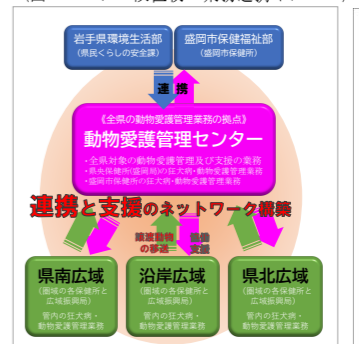 岩手県環境生活部
(県民くらしの安全課)
盛岡市保健福祉部
(盛岡市保健所)
連 携
《全県の動物愛護管理業務の拠点》
動物愛護管理センター
・全県対象の動物愛護管理及び支援の業務
・県央保健所(盛岡局)の狂犬病・動物愛護管理業務
・盛岡市保健所の狂犬病・動物愛護管理業務
連携と支援のネットワーク構築
譲渡動物
の移送
支援
県南広域
(圏域の各保健所と
広域振興局)
管内の狂犬病・
動物愛護管理業務
沿岸広域
(圏域の各保健所と
広域振興局)
管内の狂犬病・
動物愛護管理業務
県北広域
(圏域の各保健所と
広域振興局)
管内の狂犬病・
動物愛護管理業務